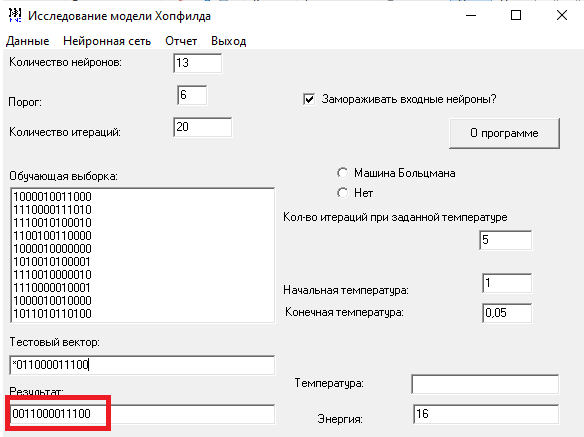 Исследование модели Хопфилда
Данные Нейронная сеть Отчет Выход
Количество нейронов: 13
Порог: 6
Замораживать входные нейроны?
Количество итераций: 20
О программе
Обучающая выборка:
Машина Больцмана
Нет
1000010011000
1110000111010
1110010100010
1100100110000
1000010000010
1010010100001
1110010000010
1110000010001
1000010010000
1011010110100
Кол-во итераций при заданной температуре
5
Начальная температура: 1
Конечная температура: 0,05
Тестовый вектор:
*011000011100
Результат:
0011000011100
Температура:
Энергия: 16